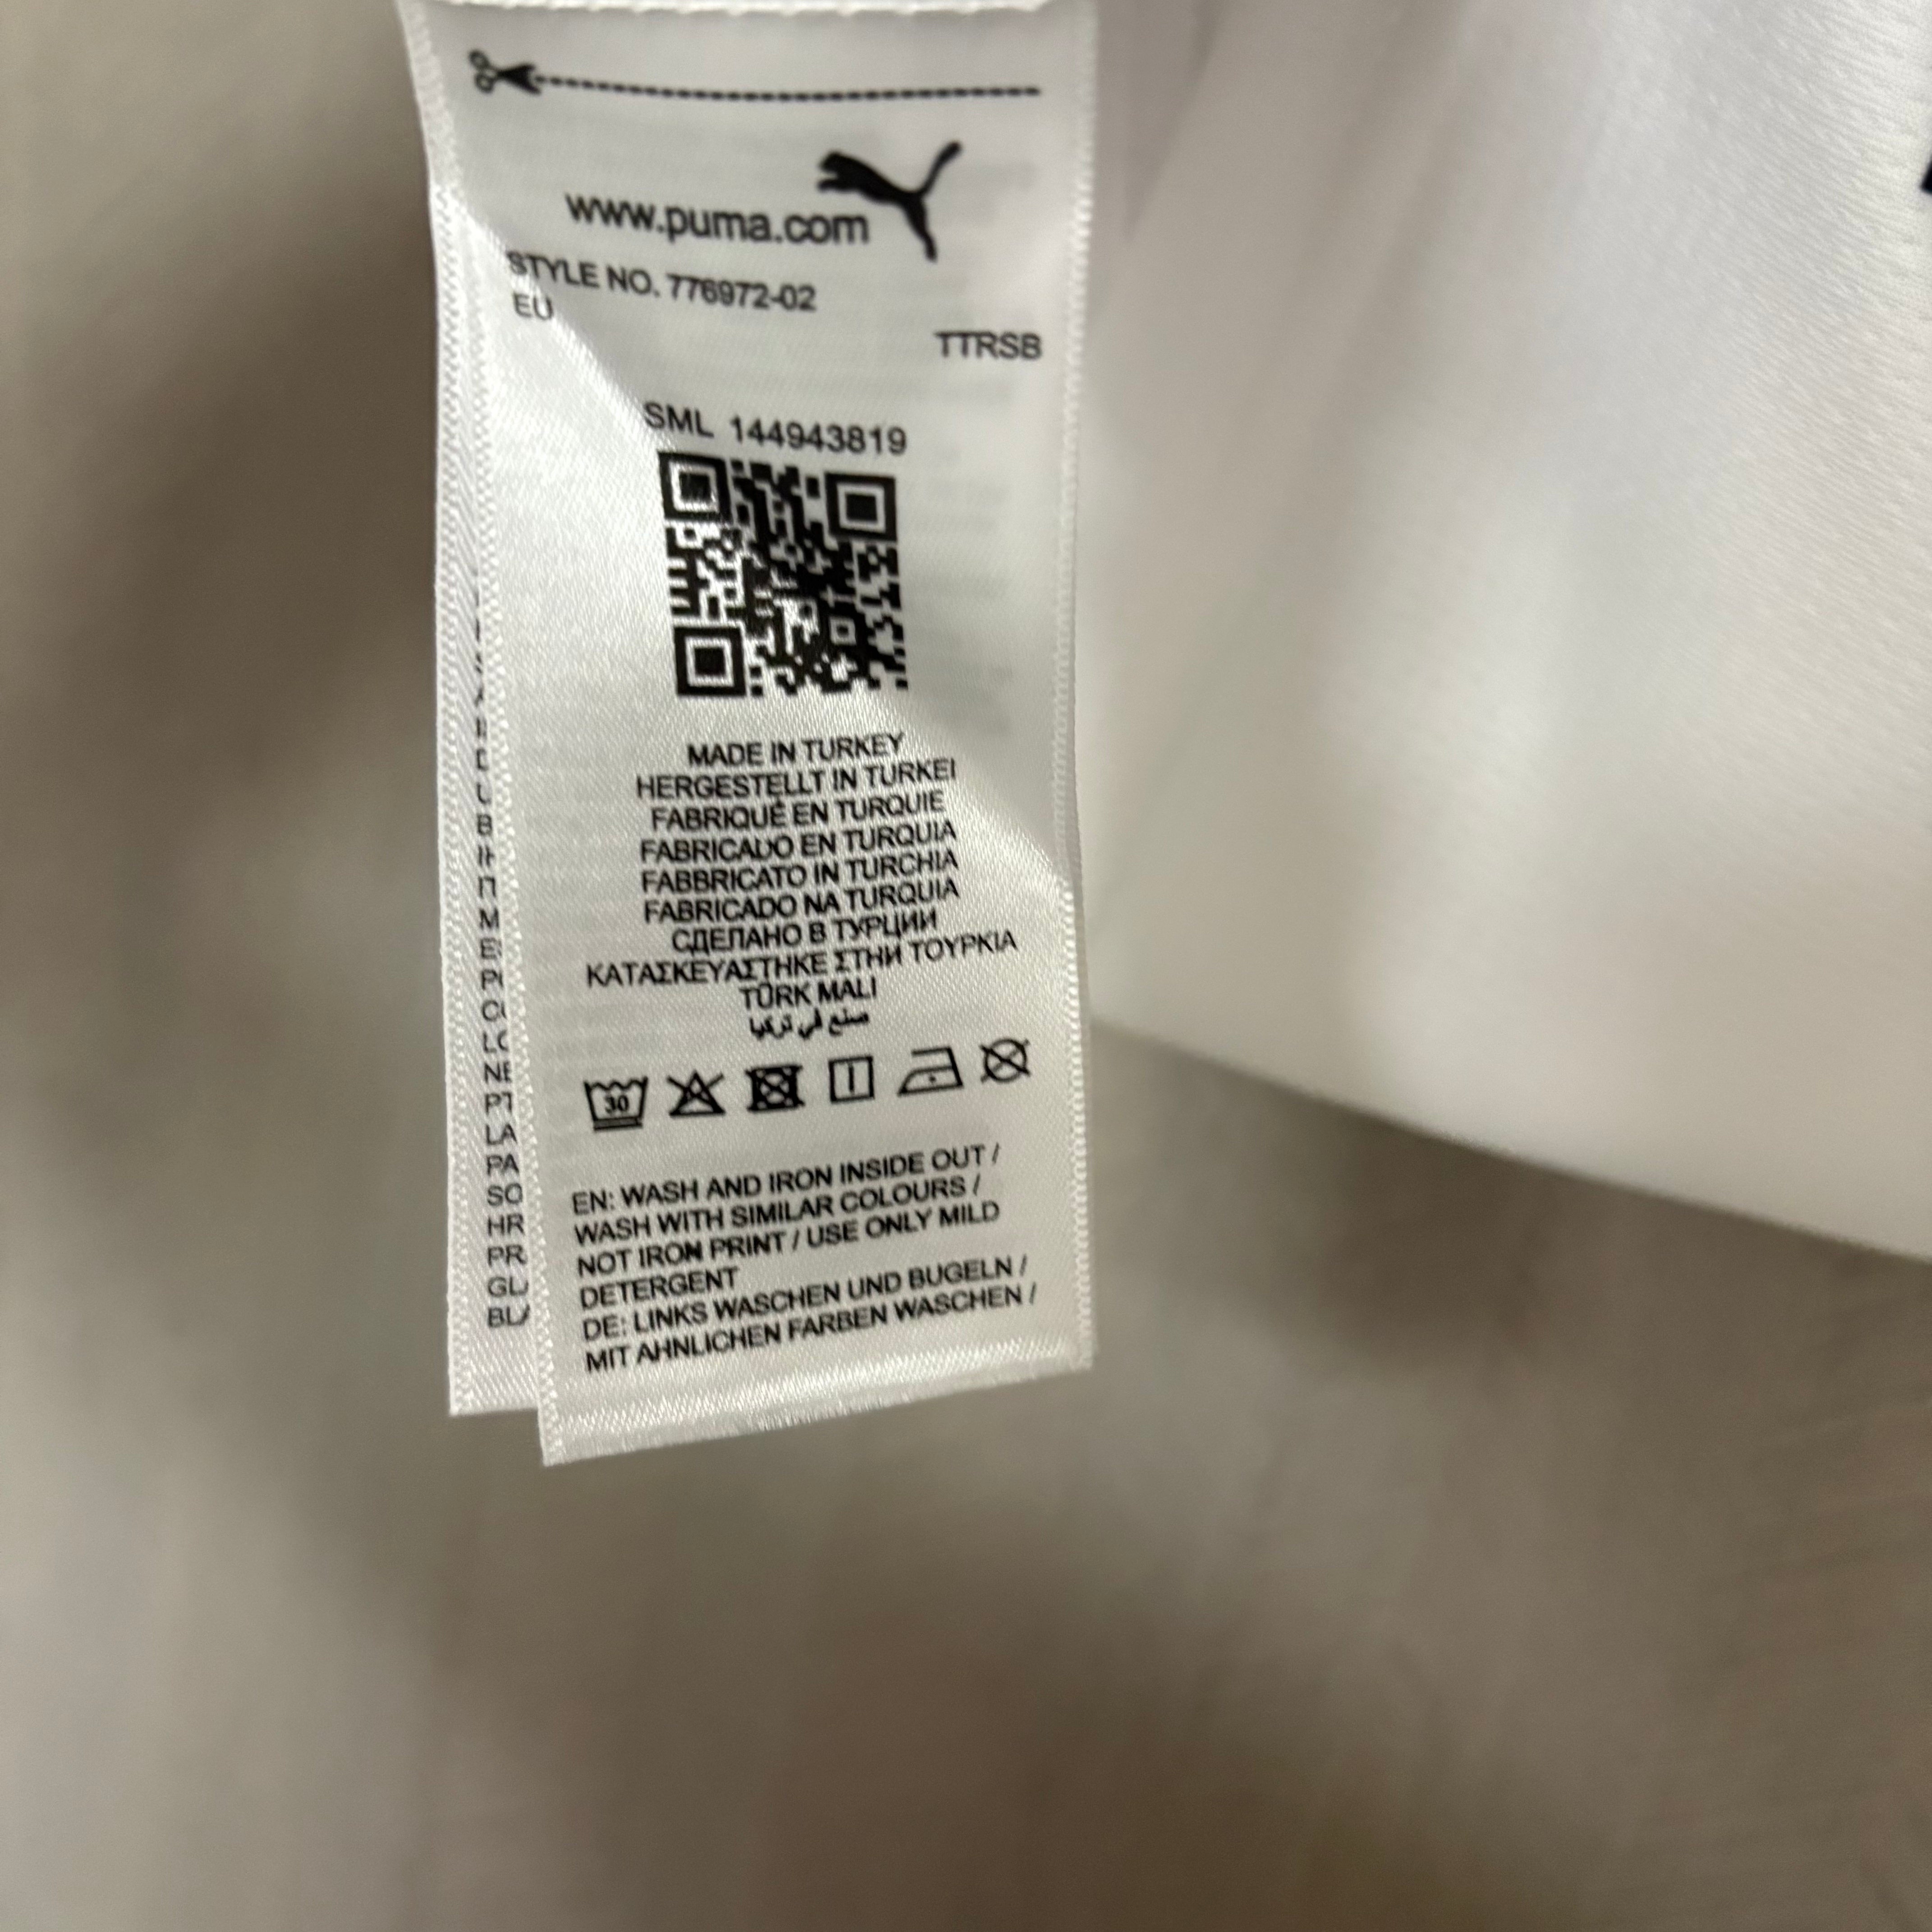 www.puma.com
STYLE NO. 776972-02
EU
TTRSB
SML 144943819
MADE IN TURKEY
HERGESTELLT IN TURKEI
FABRIQUÉ EN TURQUIE
FABRICADO EN TURQUIA
FABBRICATO IN TURCHIA
FABRICADO NA TURQUIA
СДЕЛАНО В ТУРЦИИ
ΚΑΤΑΣΚΕΥΑΣΤΗΚΕ ΣΤΗИ ΤΟΥΡΚΙΑ
TÜRK MALI
صنع في تركيا
30
EN: WASH AND IRON INSIDE OUT /
WASH WITH SIMILAR COLOURS /
NOT IRON PRINT / USE ONLY MILD
DETERGENT
DE: LINKS WASCHEN UND BUGELN /
MIT AHNLICHEN FARBEN WASCHEN /